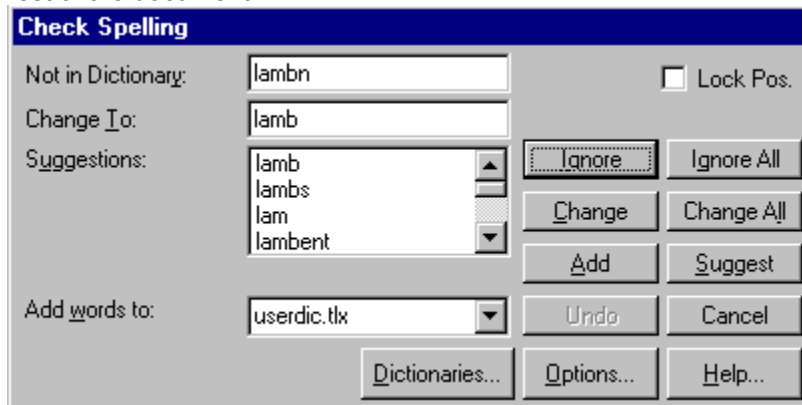 Check Spelling
Not in Dictionary: lambn Lock Pos.
Change To: lamb
Suggestions: lamb Ignore Ignore All
lambs
lam Change Change All
lambent
Add Suggest
Add words to: userdic.tlx Undo Cancel
Dictionaries... Options... Help...